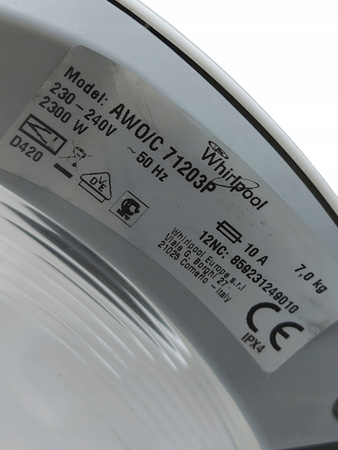 Model: AWO/C 71203P
230 – 240V ~ 50 Hz
2300 W
Whirlpool
D420
VDE
10 A 7,0 kg
12NC: 859231249010
Whirlpool Europe s.r.l
Viale G. Borghi 27
21025 Comerio - Italy
CE
IPX4